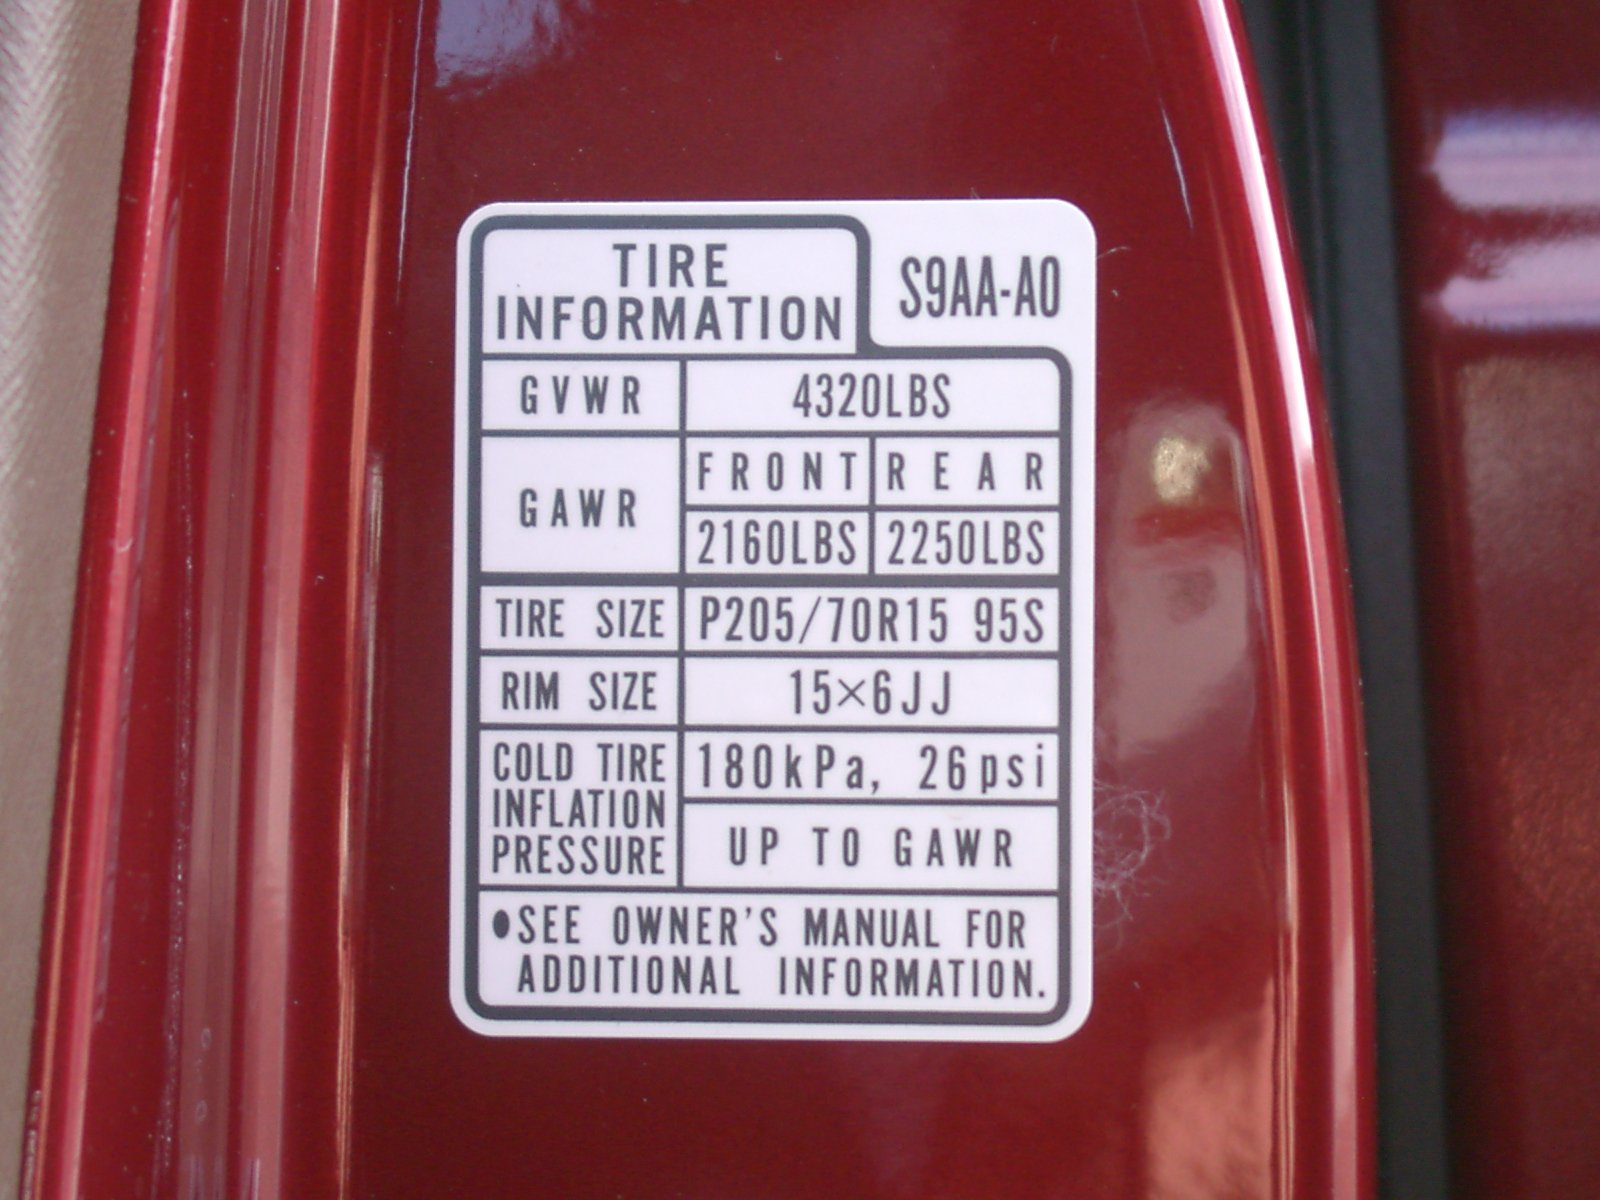 TIRE
INFORMATION
S9AA-A0
GVWR
4320LBS
GAWR
FRONT
REAR
2160LBS
2250LBS
TIRE SIZE
P205/70R15 95S
RIM SIZE
15×6JJ
COLD TIRE
INFLATION
PRESSURE
180kPa, 26psi
UP TO GAWR
●SEE OWNER'S MANUAL FOR
ADDITIONAL INFORMATION.